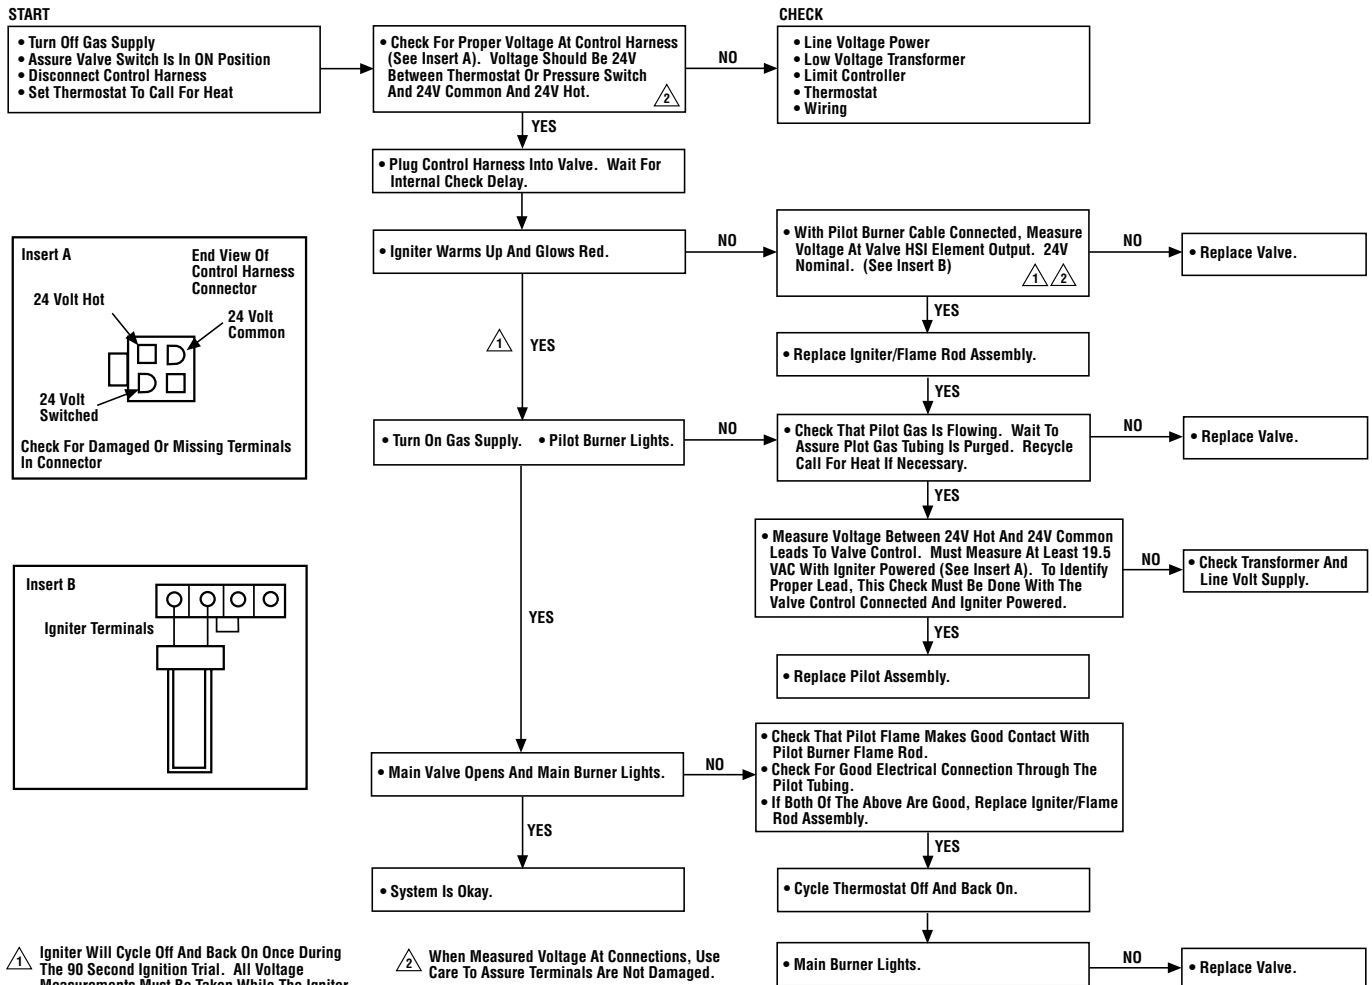 START
• Turn Off Gas Supply
• Assure Valve Switch Is In ON Position
• Disconnect Control Harness
• Set Thermostat To Call For Heat
• Check For Proper Voltage At Control Harness
(See Insert A). Voltage Should Be 24V
Between Thermostat Or Pressure Switch
And 24V Common And 24V Hot.
2
NO
CHECK
• Line Voltage Power
• Low Voltage Transformer
• Limit Controller
• Thermostat
• Wiring
YES
• Plug Control Harness Into Valve. Wait For
Internal Check Delay.
• Igniter Warms Up And Glows Red.
NO
• With Pilot Burner Cable Connected, Measure
Voltage At Valve HSI Element Output. 24V
Nominal. (See Insert B)
1 2
NO
• Replace Valve.
YES
• Replace Igniter/Flame Rod Assembly.
YES
1
YES
• Turn On Gas Supply. • Pilot Burner Lights.
NO
• Check That Pilot Gas Is Flowing. Wait To
Assure Plot Gas Tubing Is Purged. Recycle
Call For Heat If Necessary.
NO
• Replace Valve.
YES
• Measure Voltage Between 24V Hot And 24V Common
Leads To Valve Control. Must Measure At Least 19.5
VAC With Igniter Powered (See Insert A). To Identify
Proper Lead, This Check Must Be Done With The
Valve Control Connected And Igniter Powered.
NO
• Check Transformer And
Line Volt Supply.
YES
• Replace Pilot Assembly.
YES
• Main Valve Opens And Main Burner Lights.
NO
• Check That Pilot Flame Makes Good Contact With
Pilot Burner Flame Rod.
• Check For Good Electrical Connection Through The
Pilot Tubing.
• If Both Of The Above Are Good, Replace Igniter/Flame
Rod Assembly.
YES
• System Is Okay.
YES
• Cycle Thermostat Off And Back On.
• Main Burner Lights.
NO
• Replace Valve.
Insert A
End View Of
Control Harness
Connector
24 Volt Hot
24 Volt
Common
24 Volt
Switched
Check For Damaged Or Missing Terminals
In Connector
Insert B
Igniter Terminals
1 Igniter Will Cycle Off And Back On Once During
The 90 Second Ignition Trial. All Voltage
Measurements Must Be Taken While The Igniter
2 When Measured Voltage At Connections, Use
Care To Assure Terminals Are Not Damaged.